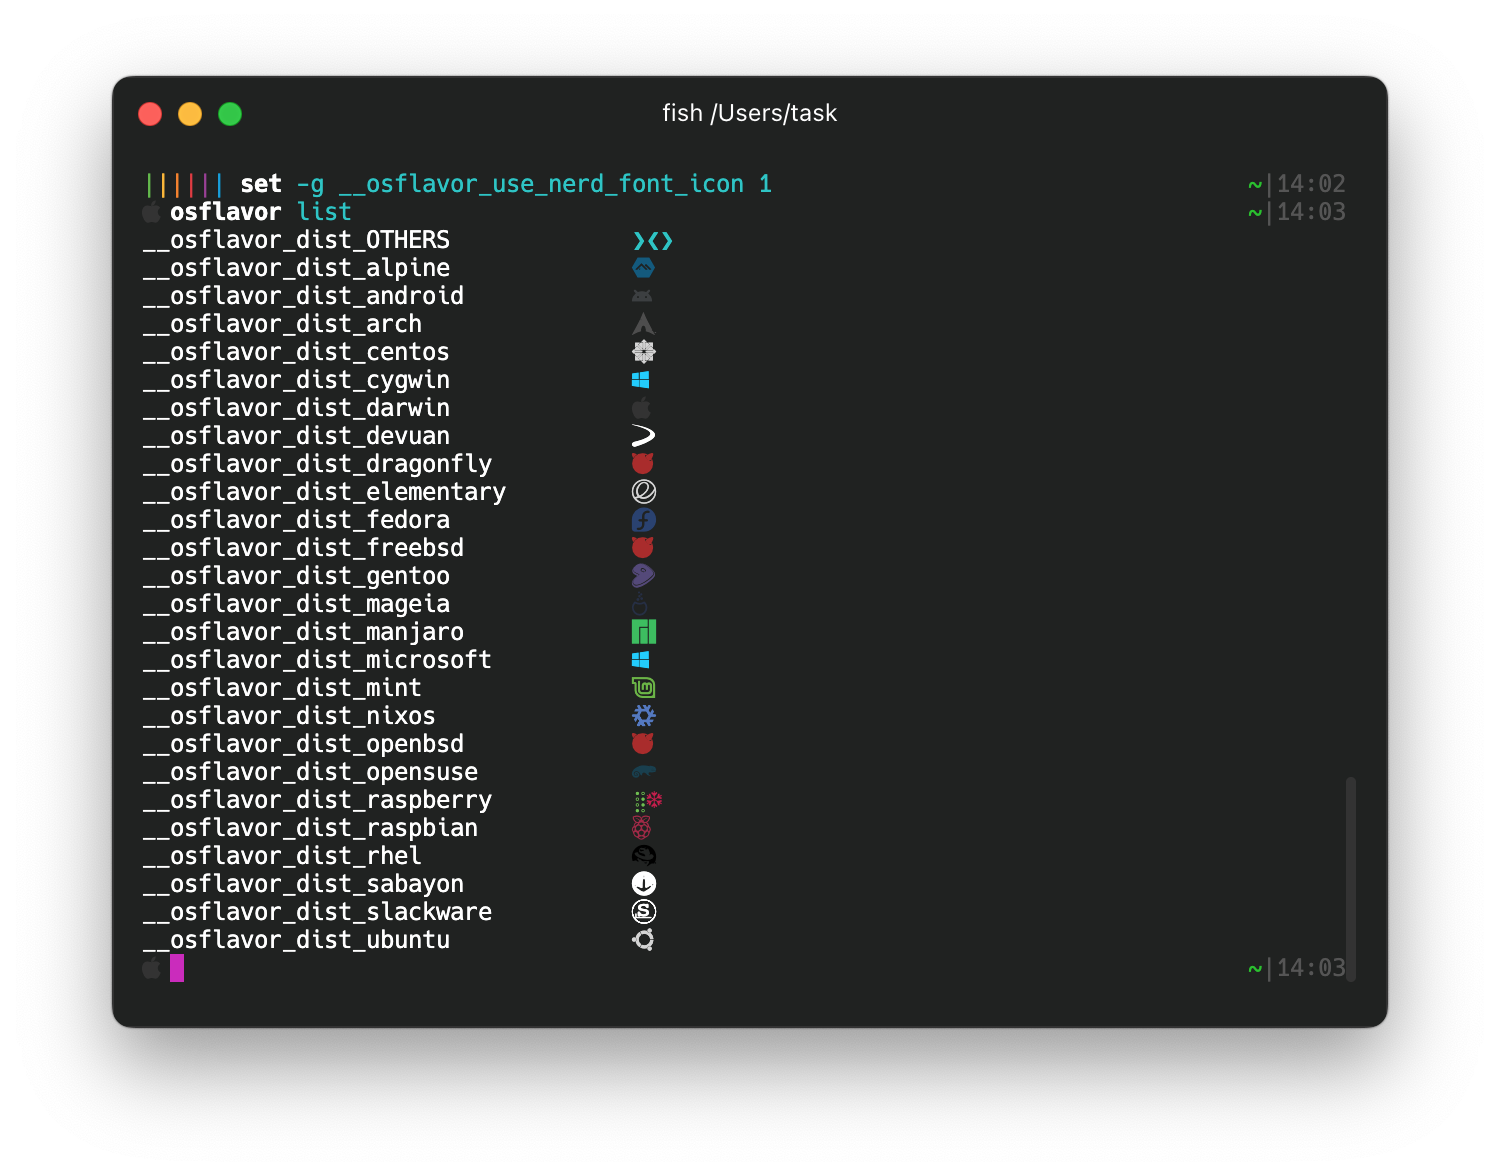 fish /Users/task
|||||| set -g __osflavor_use_nerd_font_icon 1 ~|14:02
osflavor list ~|14:03
__osflavor_dist_OTHERS ❯❮❯
__osflavor_dist_alpine
__osflavor_dist_android
__osflavor_dist_arch
__osflavor_dist_centos
__osflavor_dist_cygwin
__osflavor_dist_darwin
__osflavor_dist_devuan
__osflavor_dist_dragonfly
__osflavor_dist_elementary
__osflavor_dist_fedora
__osflavor_dist_freebsd
__osflavor_dist_gentoo
__osflavor_dist_mageia
__osflavor_dist_manjaro
__osflavor_dist_microsoft
__osflavor_dist_mint
__osflavor_dist_nixos
__osflavor_dist_openbsd
__osflavor_dist_opensuse
__osflavor_dist_raspberry
__osflavor_dist_raspbian
__osflavor_dist_rhel
__osflavor_dist_sabayon
__osflavor_dist_slackware
__osflavor_dist_ubuntu
~|14:03